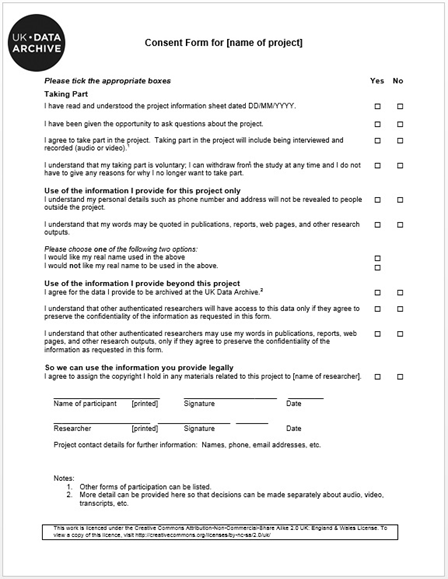 UK DATA
ARCHIVE
Consent Form for [name of project]
Please tick the appropriate boxes Yes No
Taking Part
I have read and understood the project information sheet dated DD/MM/YYYY.
I have been given the opportunity to ask questions about the project.
I agree to take part in the project. Taking part in the project will include being interviewed and
recorded (audio or video).1
I understand that my taking part is voluntary; I can withdraw from the study at any time and I do not
have to give any reasons for why I no longer want to take part.
Use of the information I provide for this project only
I understand my personal details such as phone number and address will not be revealed to people
outside the project.
I understand that my words may be quoted in publications, reports, web pages, and other research
outputs.
Please choose one of the following two options:
I would like my real name used in the above
I would not like my real name to be used in the above.
Use of the information I provide beyond this project
I agree for the data I provide to be archived at the UK Data Archive.2
I understand that other authenticated researchers will have access to this data only if they agree to
preserve the confidentiality of the information as requested in this form.
I understand that other authenticated researchers may use my words in publications, reports, web
pages, and other research outputs, only if they agree to preserve the confidentiality of the
information as requested in this form.
So we can use the information you provide legally
I agree to assign the copyright I hold in any materials related to this project to [name of researcher].
Name of participant [printed] Signature Date
Researcher [printed] Signature Date
Project contact details for further information: Names, phone, email addresses, etc.
Notes:
1. Other forms of participation can be listed.
2. More detail can be provided here so that decisions can be made separately about audio, video,
transcripts, etc.
This work is licenced under the Creative Commons Attribution-Non-Commercial-Share Alike 2.0 UK: England & Wales License. To
view a copy of this licence, visit http://creativecommons.org/licenses/by-nc-sa/2.0/uk/